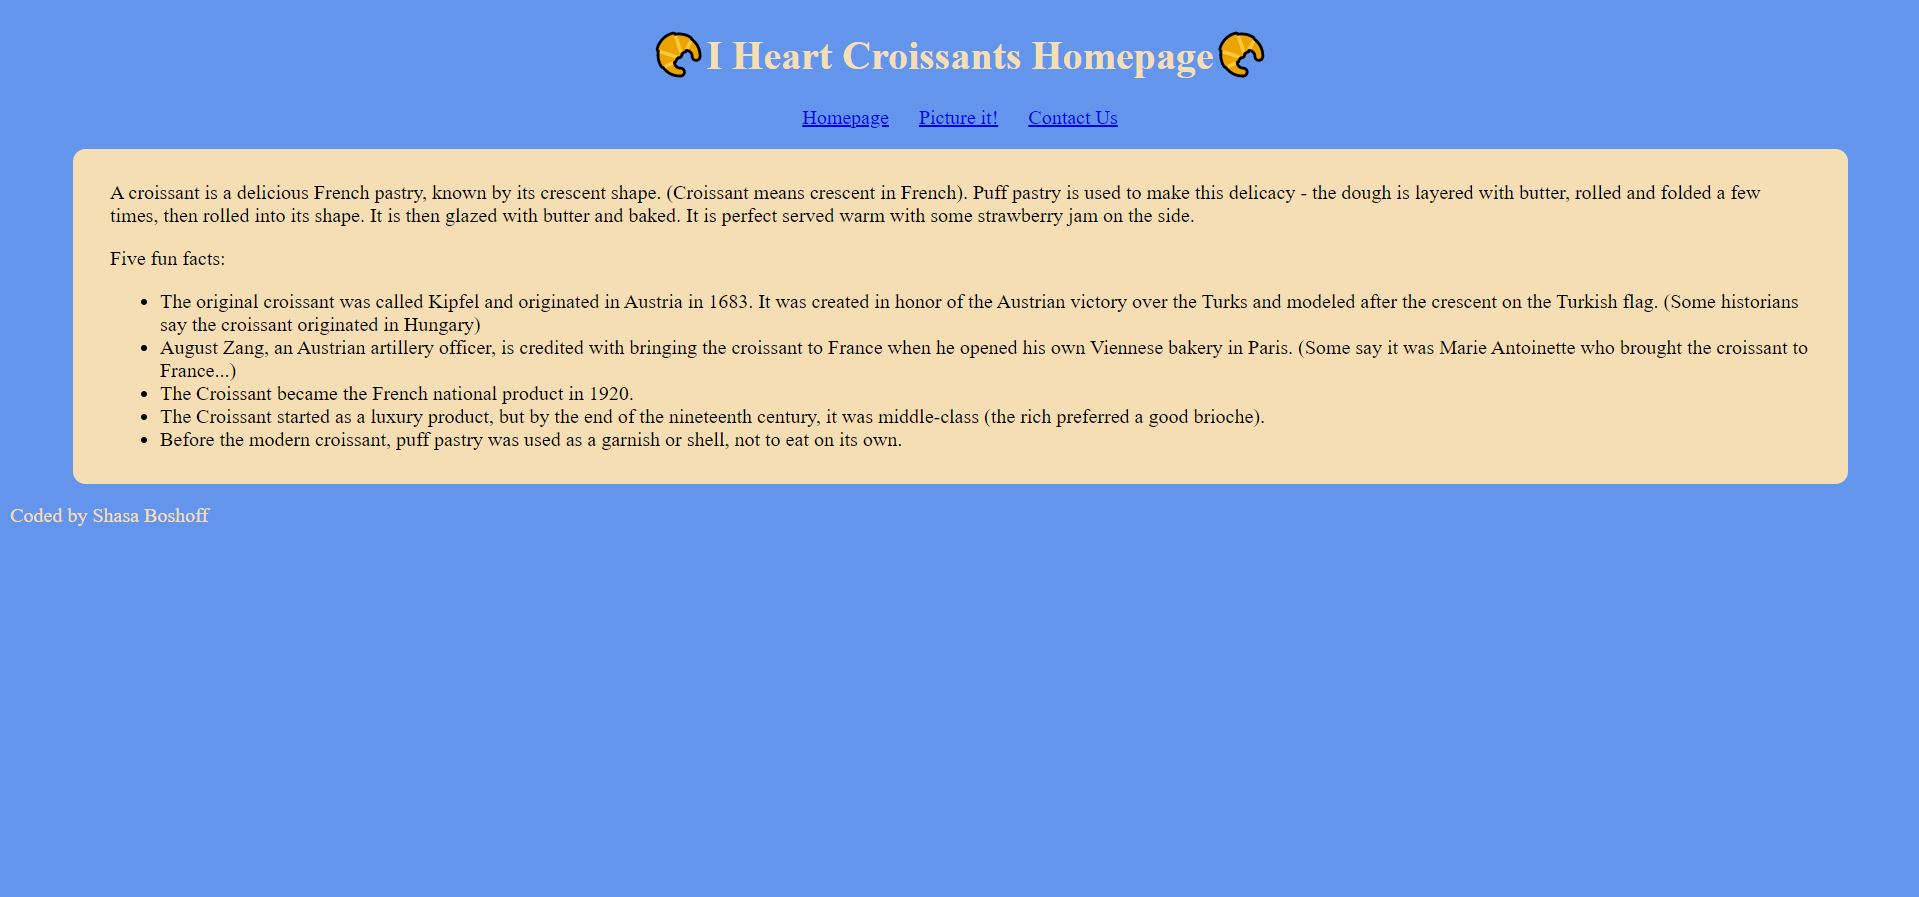 I Heart Croissants Homepage
Homepage Picture it! Contact Us
A croissant is a delicious French pastry, known by its crescent shape. (Croissant means crescent in French). Puff pastry is used to make this delicacy - the dough is layered with butter, rolled and folded a few
times, then rolled into its shape. It is then glazed with butter and baked. It is perfect served warm with some strawberry jam on the side.
Five fun facts:
• The original croissant was called Kipfel and originated in Austria in 1683. It was created in honor of the Austrian victory over the Turks and modeled after the crescent on the Turkish flag. (Some historians
say the croissant originated in Hungary)
• August Zang, an Austrian artillery officer, is credited with bringing the croissant to France when he opened his own Viennese bakery in Paris. (Some say it was Marie Antoinette who brought the croissant to
France...)
• The Croissant became the French national product in 1920.
• The Croissant started as a luxury product, but by the end of the nineteenth century, it was middle-class (the rich preferred a good brioche).
• Before the modern croissant, puff pastry was used as a garnish or shell, not to eat on its own.
Coded by Shasa Boshoff